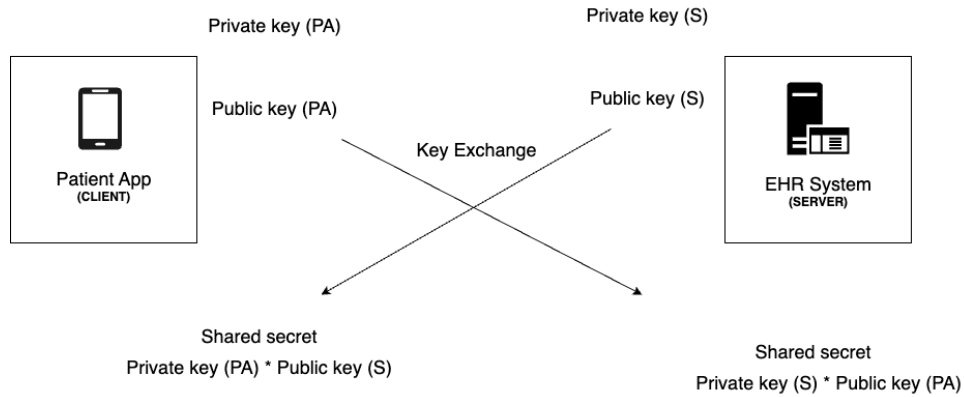 Private key (PA)
Private key (S)
Public key (PA)
Public key (S)
Key Exchange
Patient App
(CLIENT)
EHR System
(SERVER)
Shared secret
Private key (PA) * Public key (S)
Shared secret
Private key (S) * Public key (PA)